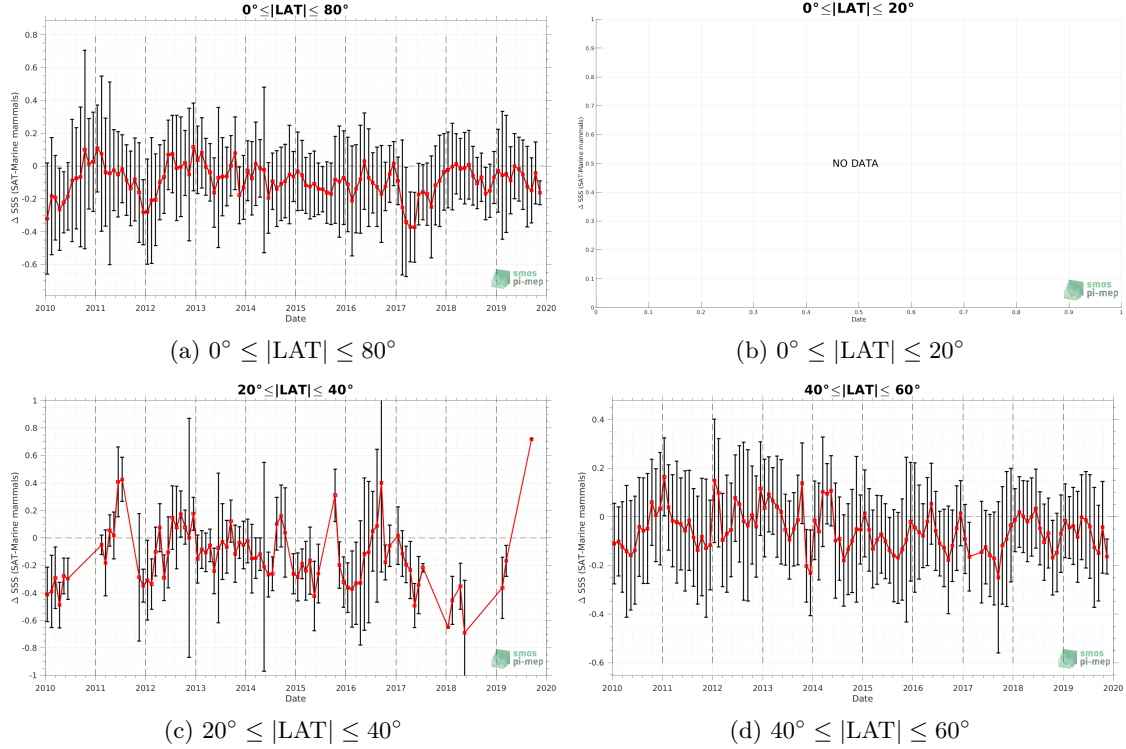 0°≤|LAT|≤ 80°
Δ SSS (SAT-Marine mammals)
0.8
0.6
0.4
0.2
0
-0.2
-0.4
-0.6
2010 2011 2012 2013 2014 2015 2016 2017 2018 2019 2020
Date
smos
pi-mep
(a) 0° ≤ |LAT| ≤ 80°
0°≤|LAT|≤ 20°
Δ SSS (SAT-Marine mammals)
1
0.9
0.8
0.7
0.6
0.5
0.4
0.3
0.2
0.1
0
NO DATA
0 0.1 0.2 0.3 0.4 0.5 0.6 0.7 0.8 0.9 1
Date
smos
pi-mep
(b) 0° ≤ |LAT| ≤ 20°
20°≤|LAT|≤ 40°
Δ SSS (SAT-Marine mammals)
1
0.8
0.6
0.4
0.2
0
-0.2
-0.4
-0.6
-0.8
-1
2010 2011 2012 2013 2014 2015 2016 2017 2018 2019 2020
Date
smos
pi-mep
(c) 20° ≤ |LAT| ≤ 40°
40°≤|LAT|≤ 60°
Δ SSS (SAT-Marine mammals)
0.4
0.2
0
-0.2
-0.4
-0.6
2010 2011 2012 2013 2014 2015 2016 2017 2018 2019 2020
Date
smos
pi-mep
(d) 40° ≤ |LAT| ≤ 60°